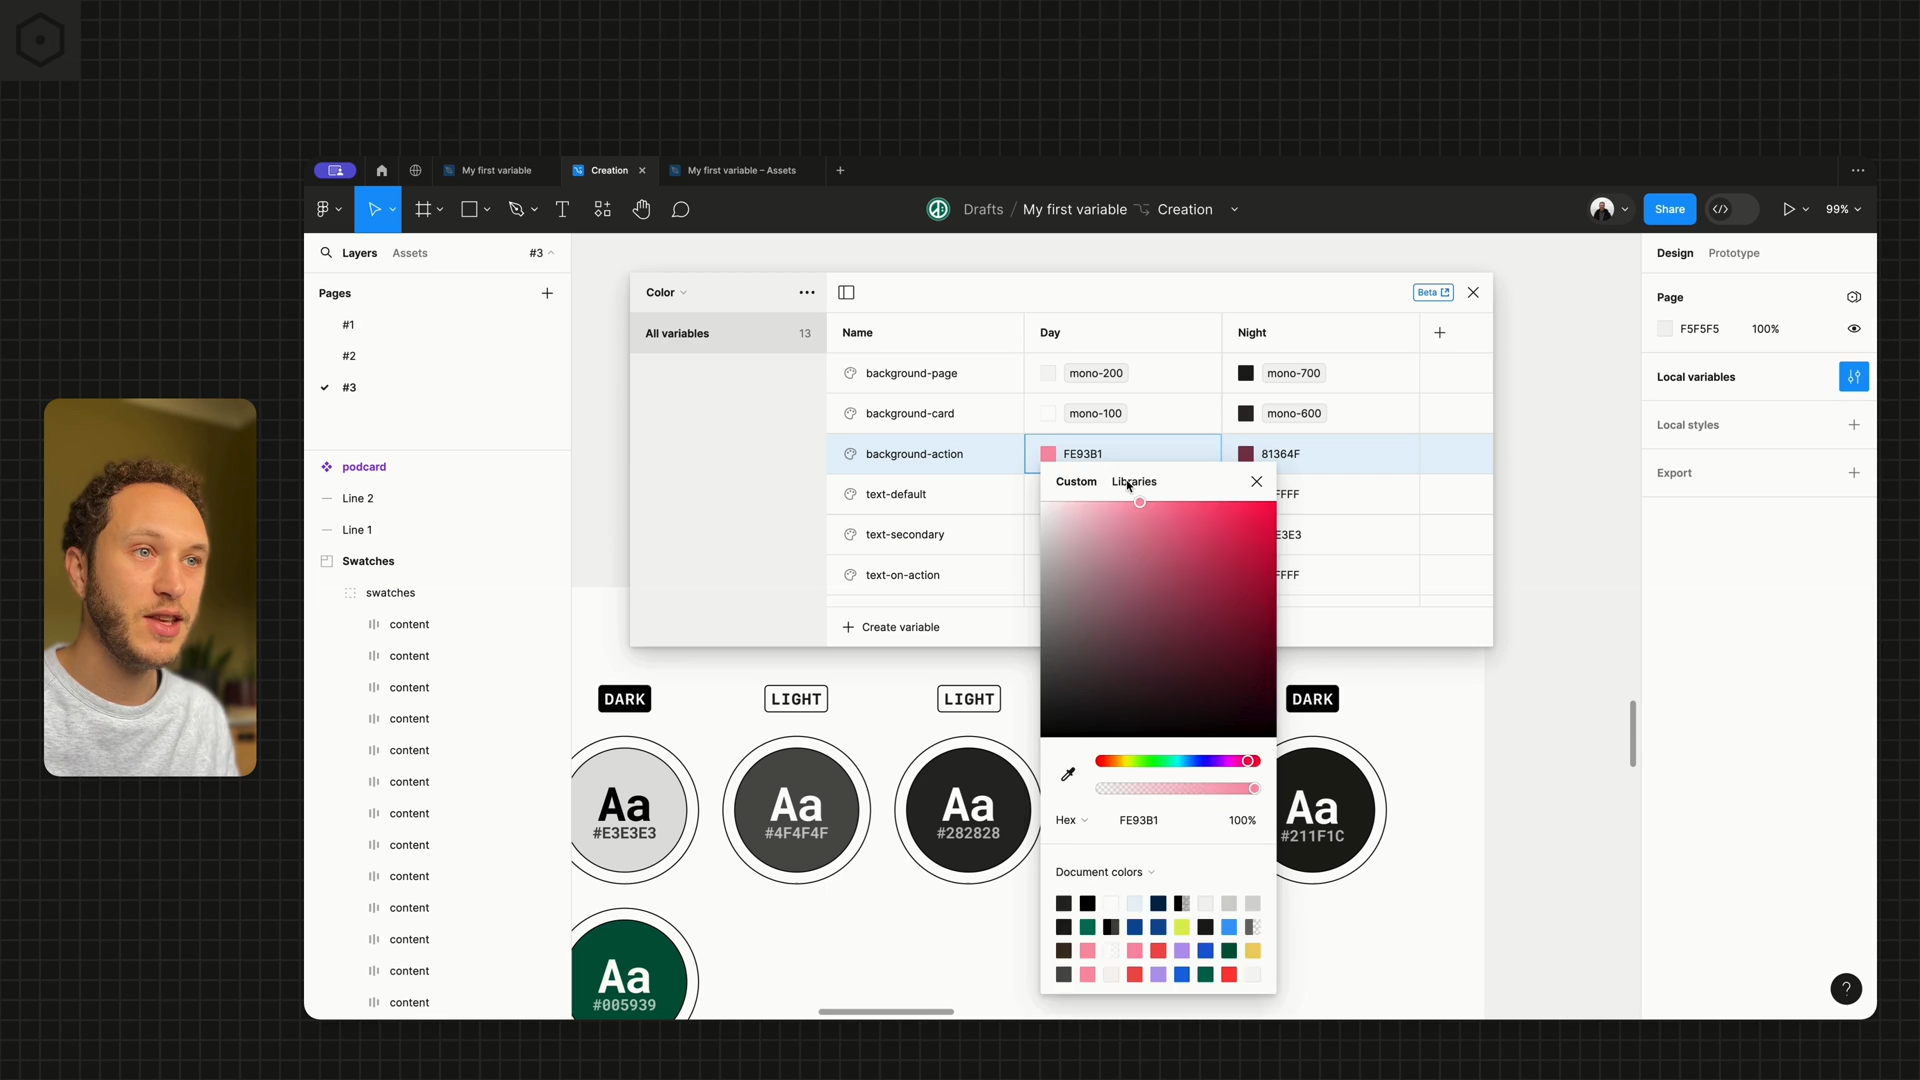 My first variable
Creation
My first variable – Assets
Drafts / My first variable Creation
Share
99%
Layers Assets #3
Pages
#1
#2
#3
podcard
Line 2
Line 1
Swatches
swatches
content
content
content
content
content
content
content
content
content
content
content
content
content
Color
Beta
All variables 13
Name Day Night
background-page mono-200 mono-700
background-card mono-100 mono-600
background-action FE93B1 81364F
text-default FFF
text-secondary E3E3
text-on-action FFFF
Create variable
Custom Libraries
Hex FE93B1 100%
Document colors
DARK
LIGHT
LIGHT
DARK
Aa
#E3E3E3
Aa
#4F4F4F
Aa
#282828
Aa
#211F1C
Aa
#005939
Design Prototype
Page
F5F5F5 100%
Local variables
Local styles
Export
?